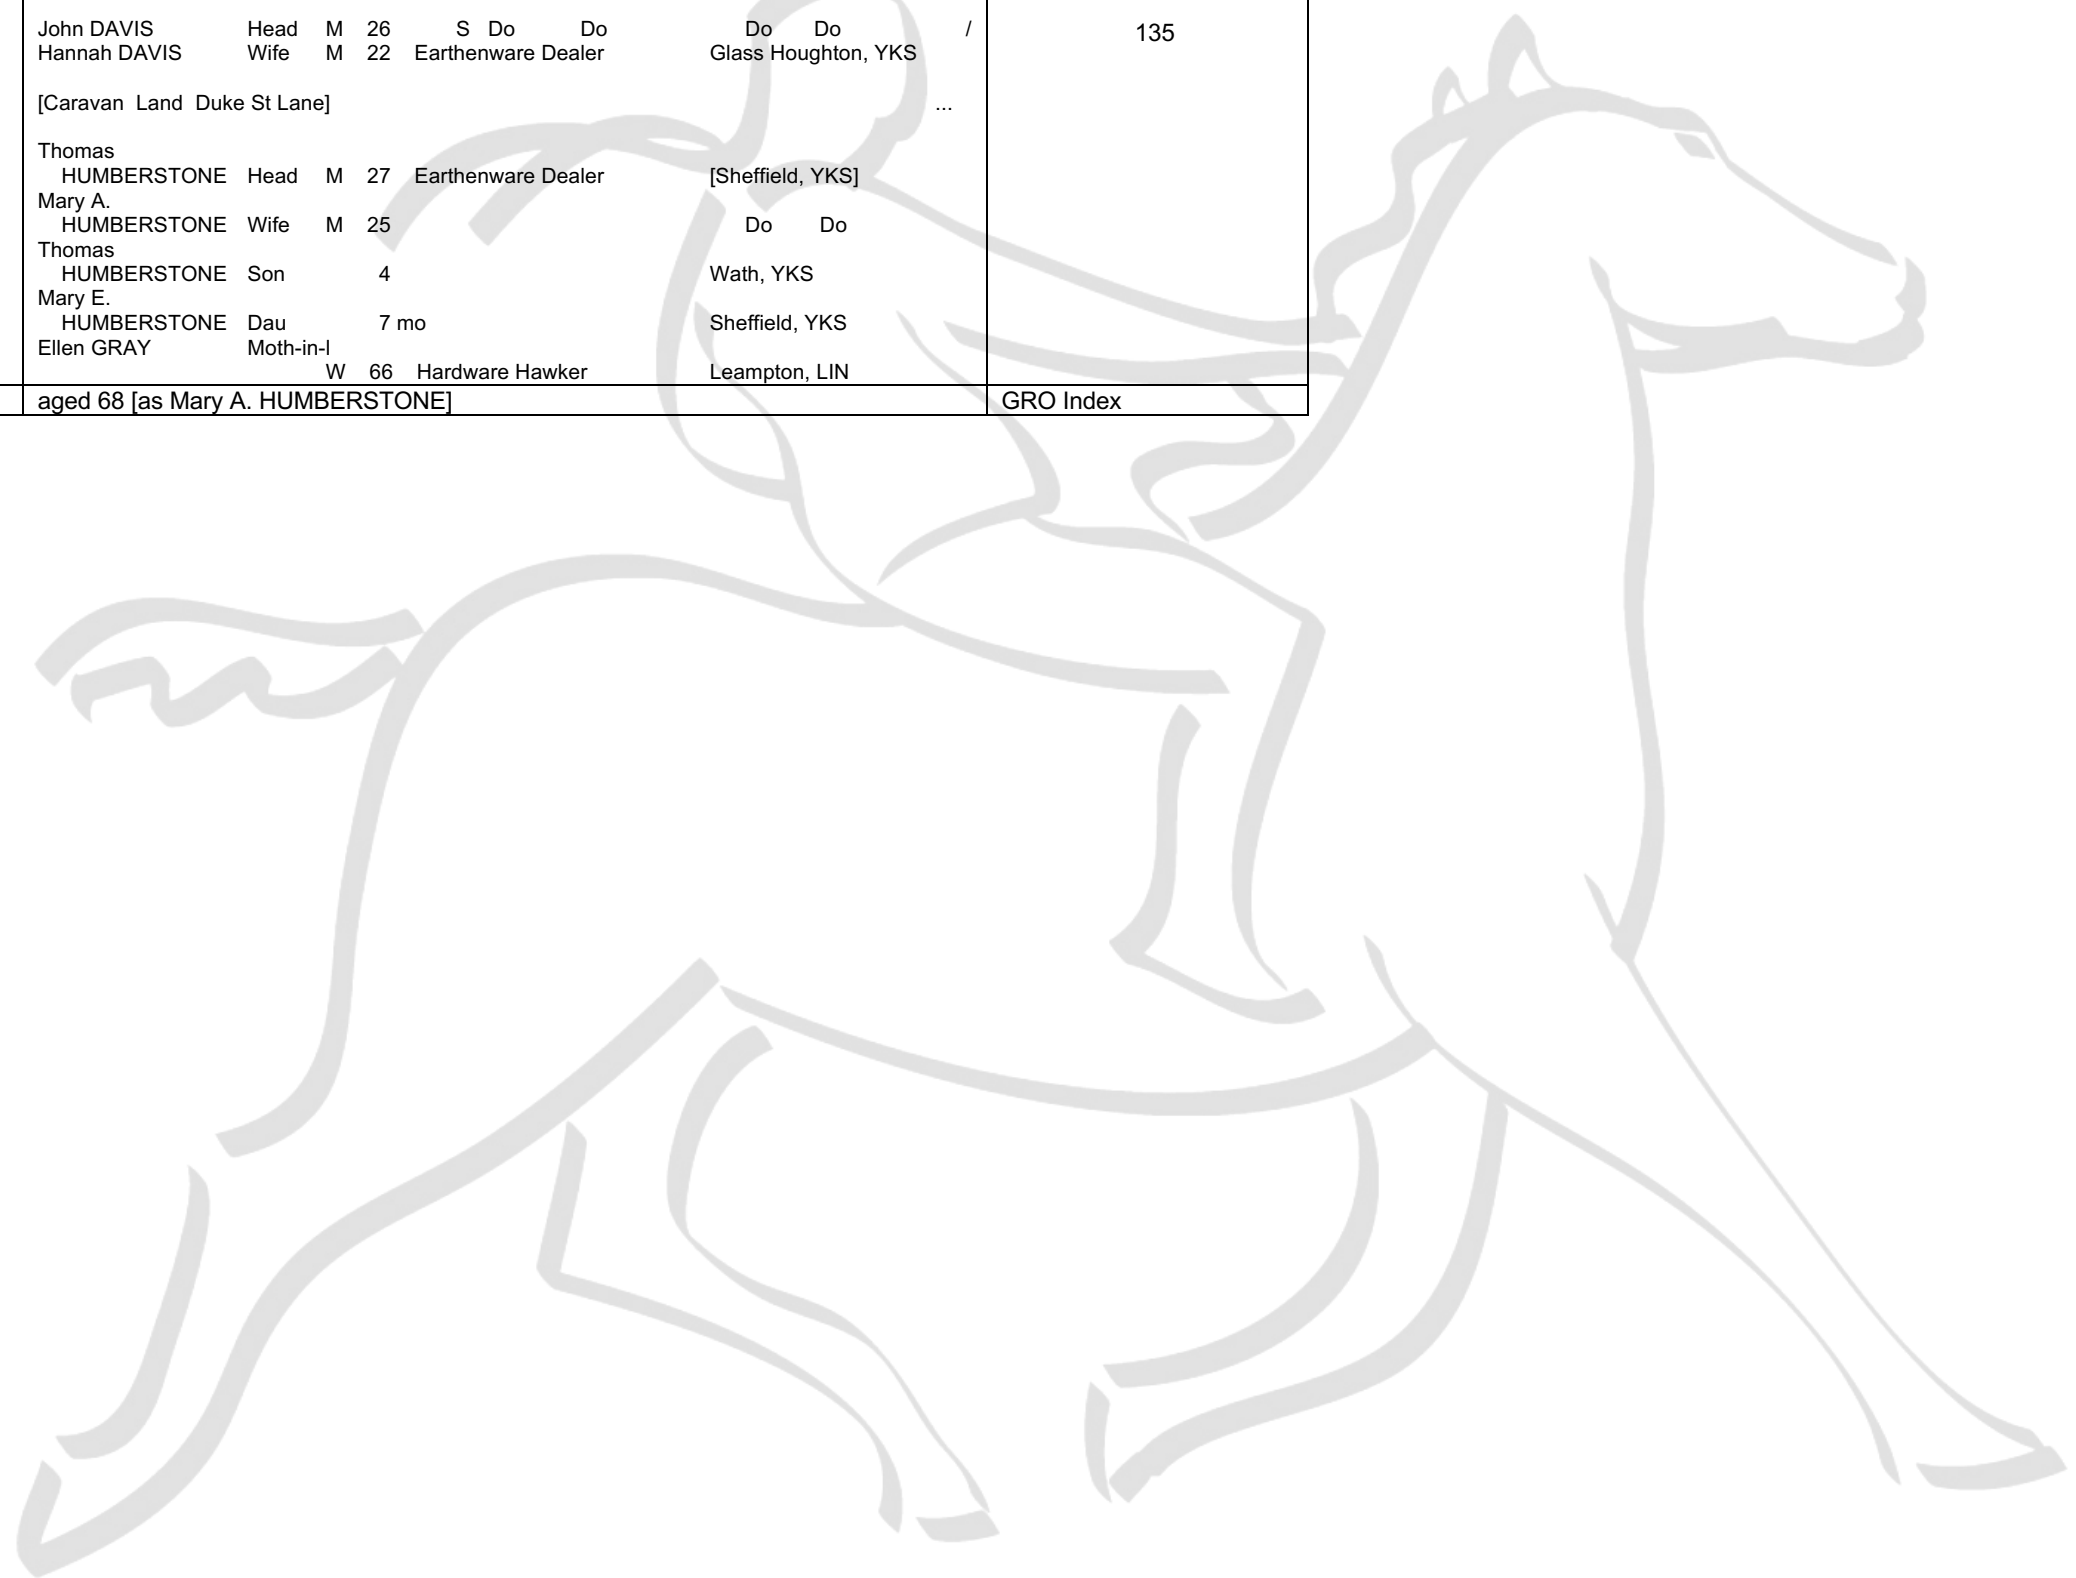 John DAVIS Head M 26 S Do Do Do Do / 135
Hannah DAVIS Wife M 22 Earthenware Dealer Glass Houghton, YKS
[Caravan Land Duke St Lane] ...
Thomas
HUMBERSTONE Head M 27 Earthenware Dealer [Sheffield, YKS]
Mary A.
HUMBERSTONE Wife M 25 Do Do
Thomas
HUMBERSTONE Son 4 Wath, YKS
Mary E.
HUMBERSTONE Dau 7 mo Sheffield, YKS
Ellen GRAY Moth-in-l
W 66 Hardware Hawker Leampton, LIN
aged 68 [as Mary A. HUMBERSTONE] GRO Index